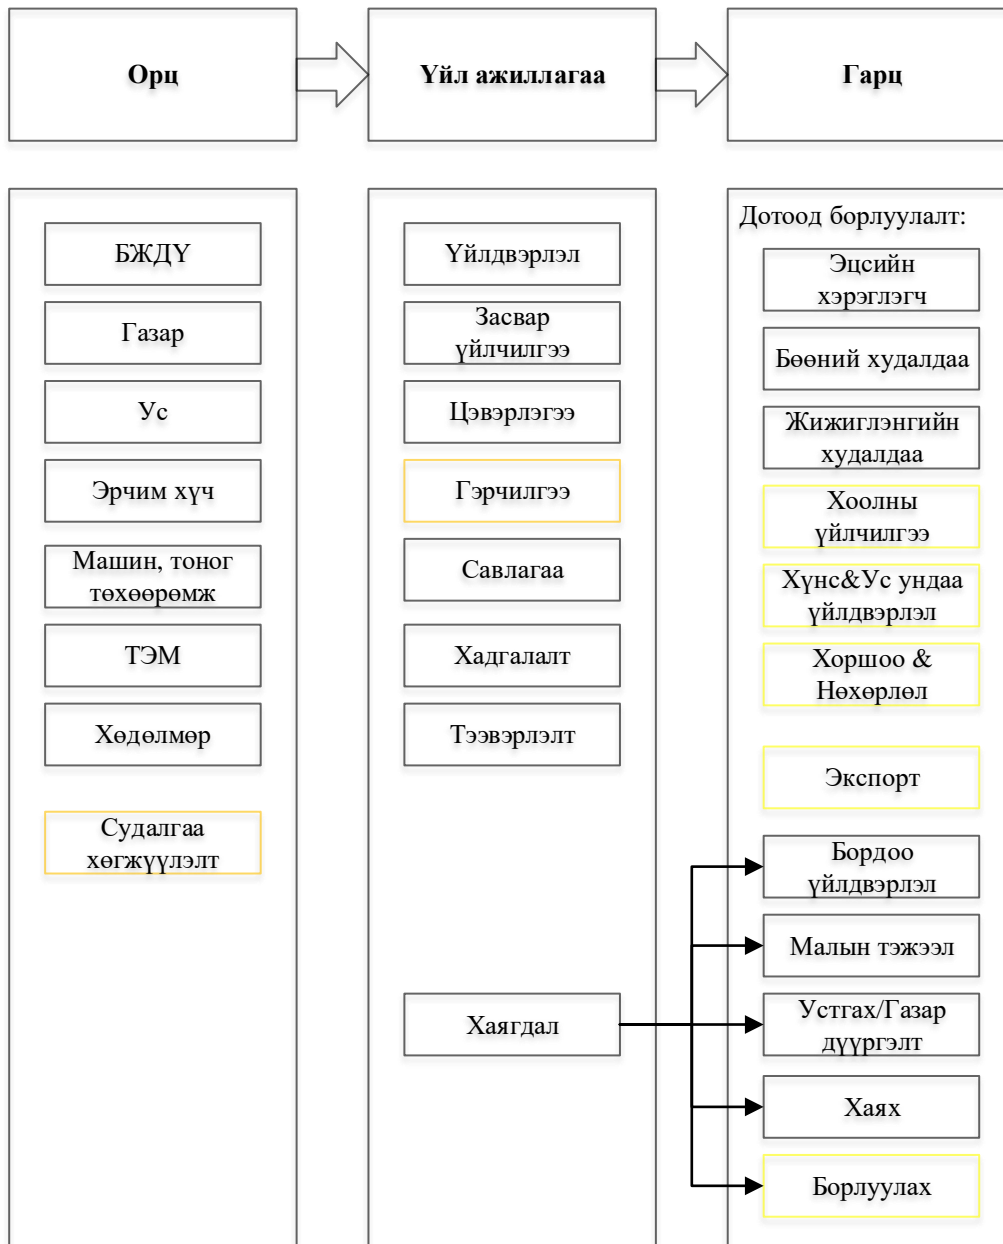 Орц
Үйл ажиллагаа
Гарц
БЖДҮ
Газар
Ус
Эрчим хүч
Машин, тоног
төхөөрөмж
ТЭМ
Хөдөлмөр
Судалгаа
хөгжүүлэлт
Үйлдвэрлэл
Засвар
үйлчилгээ
Цэвэрлэгээ
Гэрчилгээ
Савлагаа
Хадгалалт
Тээвэрлэлт
Хаягдал
Дотоод борлуулалт:
Эцсийн
хэрэглэгч
Бөөний худалдаа
Жижиглэнгийн
худалдаа
Хоолны
үйлчилгээ
Хүнс&Ус ундаа
үйлдвэрлэл
Хоршоо &
Нөхөрлөл
Экспорт
Бордоо
үйлдвэрлэл
Малын тэжээл
Устгах/Газар
дүүргэлт
Хаях
Борлуулах